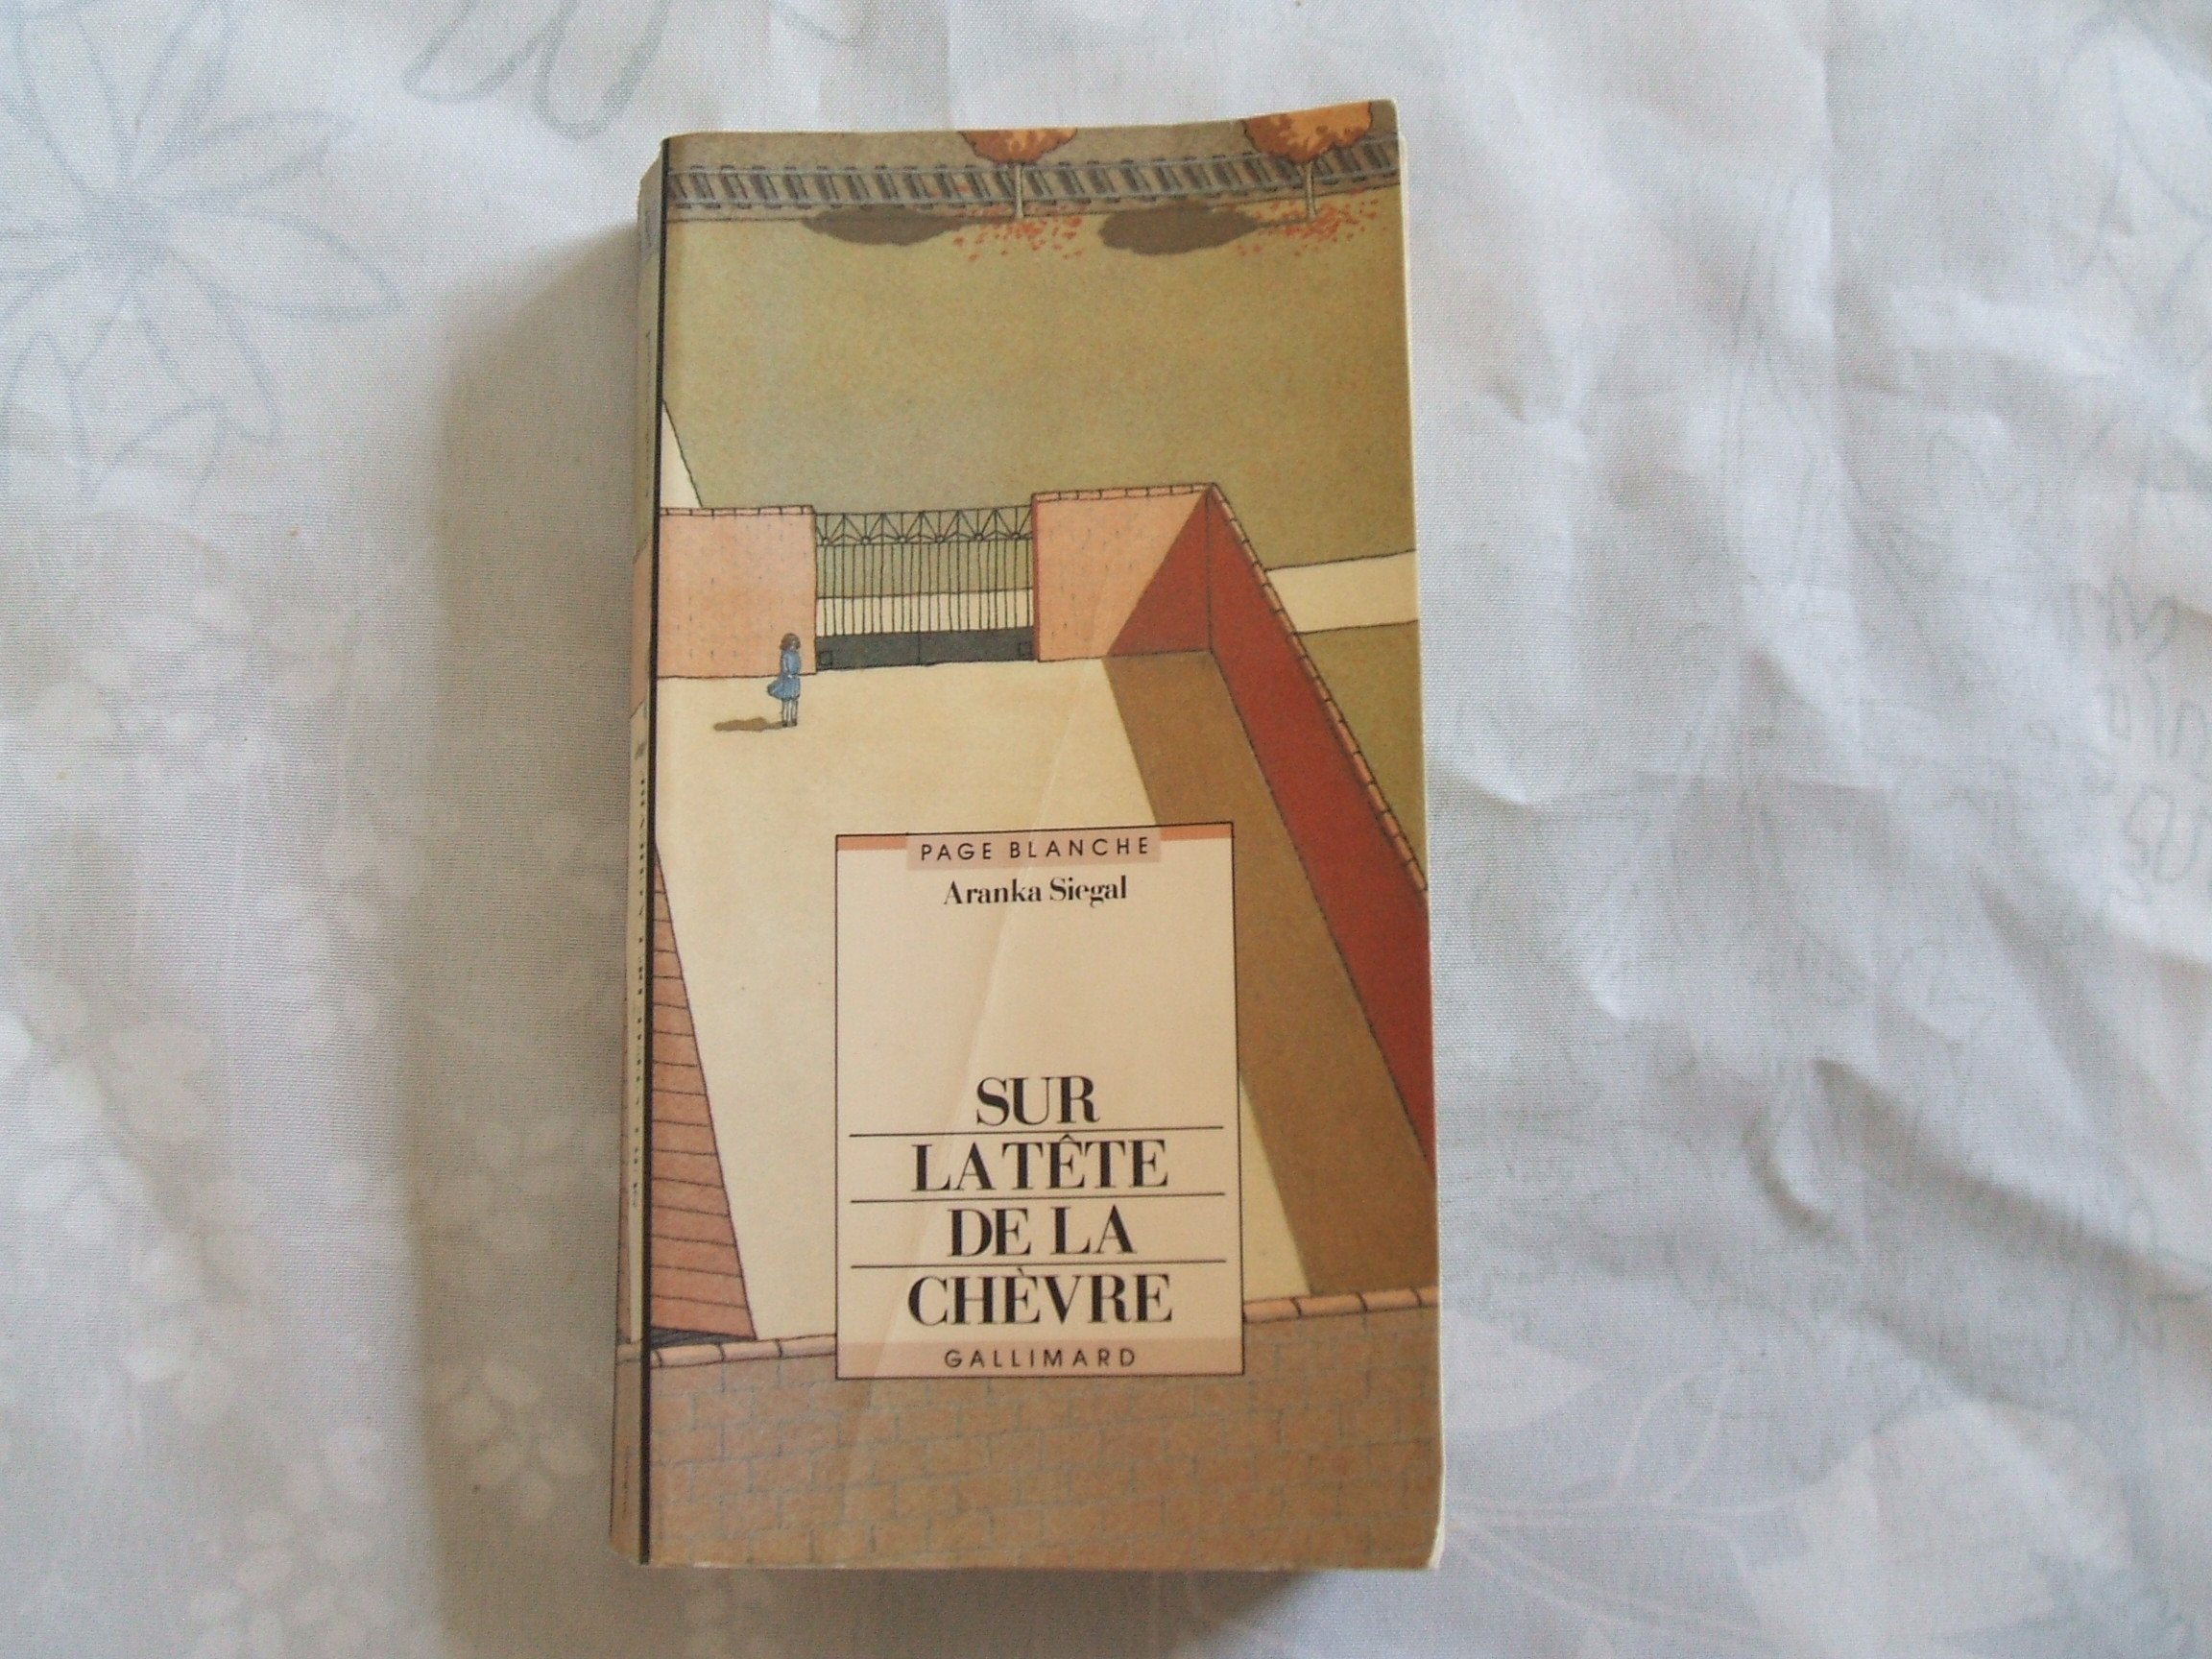 PAGE BLANCHE
Aranka Siegal
SUR
LA TÊTE
DE LA
CHÈVRE
GALLIMARD